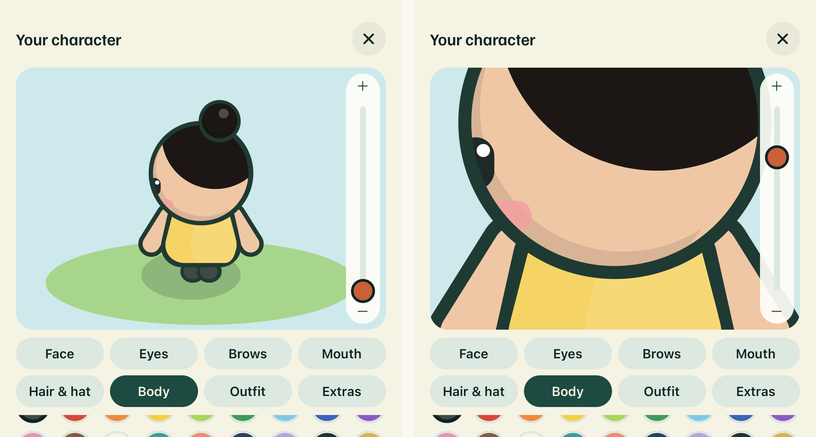 Your character
Face Eyes Brows Mouth
Hair & hat Body Outfit Extras
Your character
Face Eyes Brows Mouth
Hair & hat Body Outfit Extras